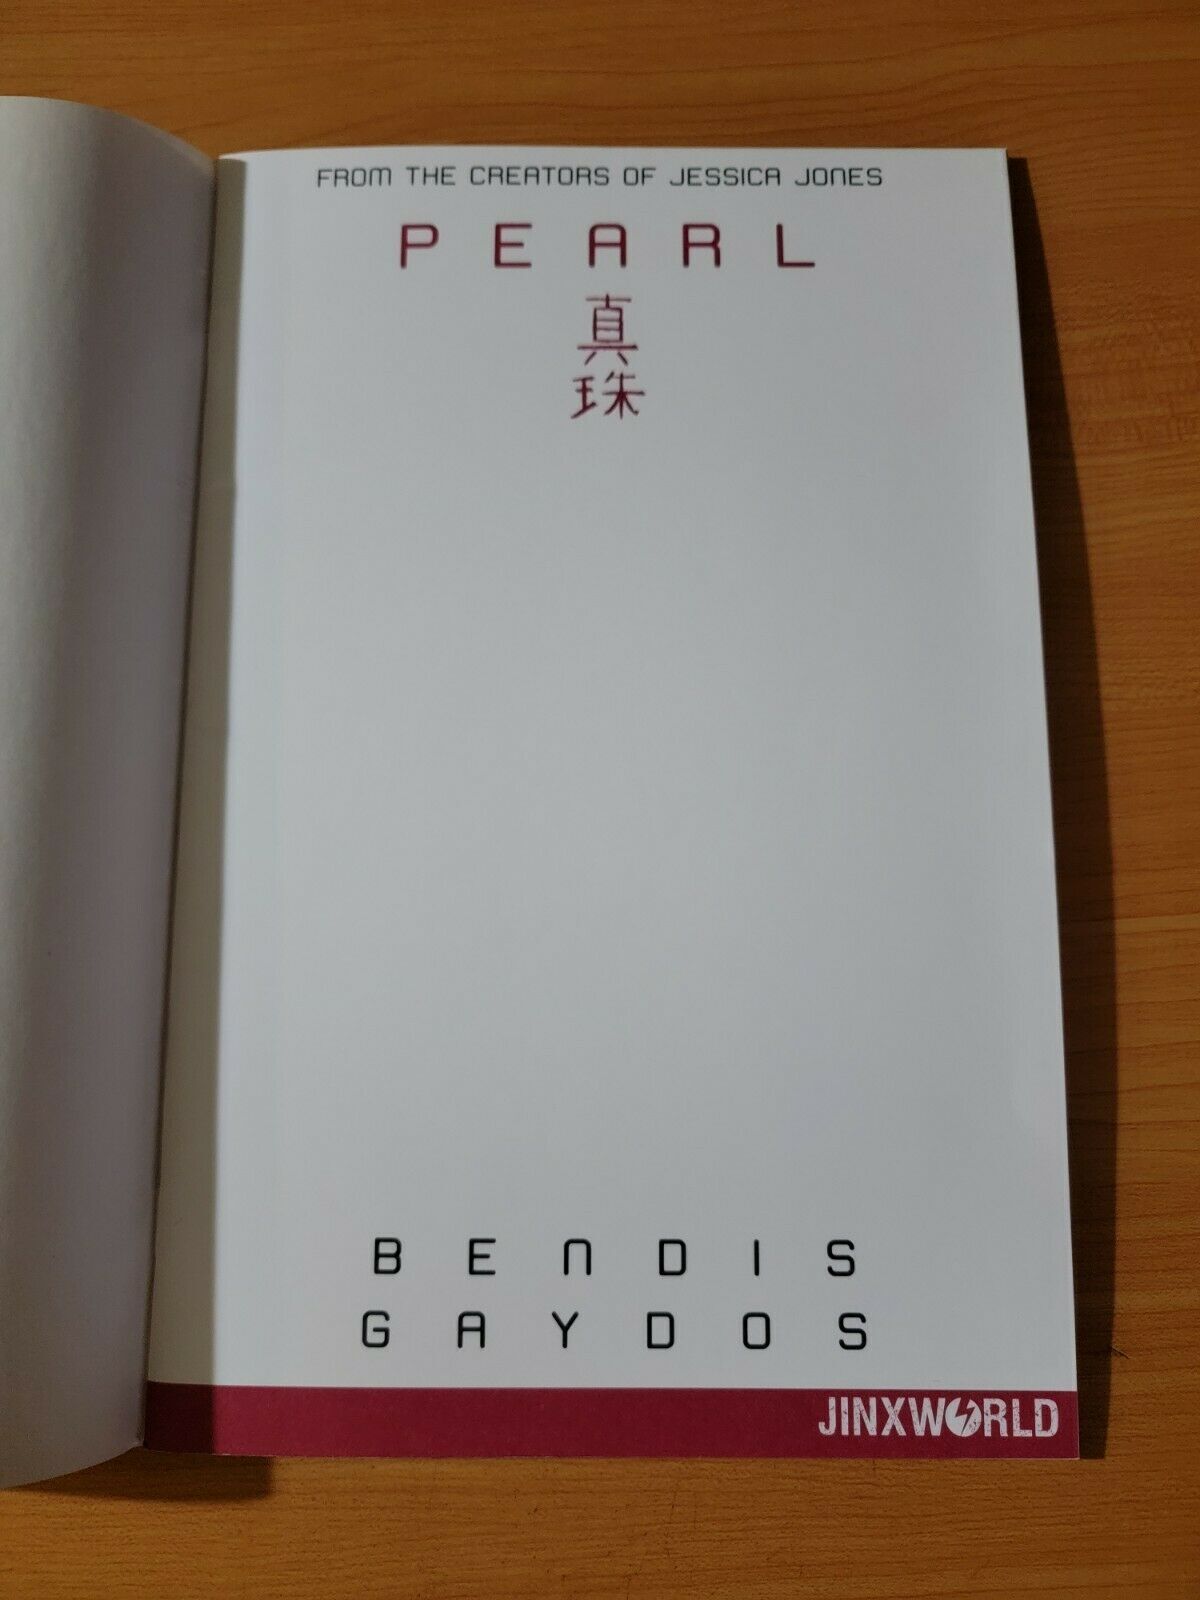 FROM THE CREATORS OF JESSICA JONES
PEARL
真
珠
BENDIS
GAYDOS
JINXWORLD